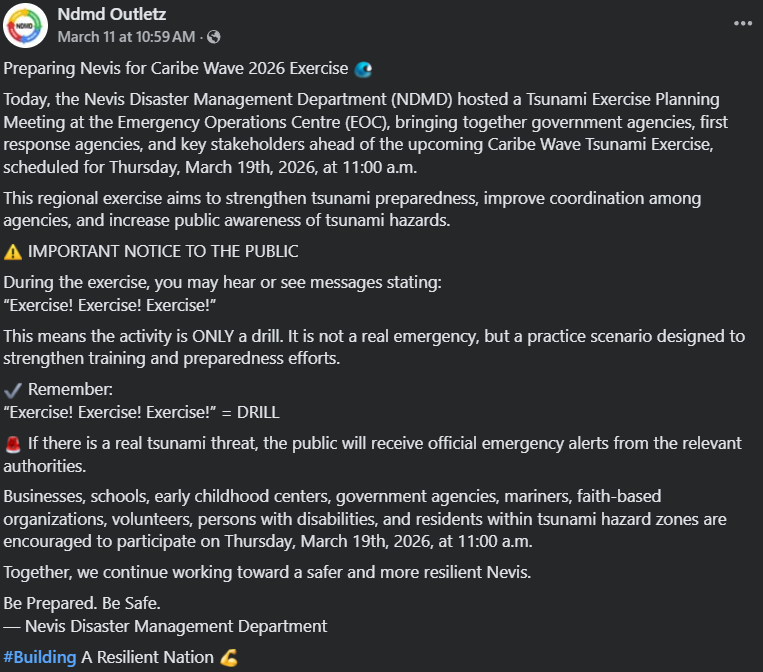 Ndmd Outletz
March 11 at 10:59 AM ·
NDMD
Preparing Nevis for Caribe Wave 2026 Exercise 🌊
Today, the Nevis Disaster Management Department (NDMD) hosted a Tsunami Exercise Planning
Meeting at the Emergency Operations Centre (EOC), bringing together government agencies, first
response agencies, and key stakeholders ahead of the upcoming Caribe Wave Tsunami Exercise,
scheduled for Thursday, March 19th, 2026, at 11:00 a.m.
This regional exercise aims to strengthen tsunami preparedness, improve coordination among
agencies, and increase public awareness of tsunami hazards.
⚠️ IMPORTANT NOTICE TO THE PUBLIC
During the exercise, you may hear or see messages stating:
“Exercise! Exercise! Exercise!”
This means the activity is ONLY a drill. It is not a real emergency, but a practice scenario designed to
strengthen training and preparedness efforts.
✔️ Remember:
“Exercise! Exercise! Exercise!” = DRILL
🚨 If there is a real tsunami threat, the public will receive official emergency alerts from the relevant
authorities.
Businesses, schools, early childhood centers, government agencies, mariners, faith-based
organizations, volunteers, persons with disabilities, and residents within tsunami hazard zones are
encouraged to participate on Thursday, March 19th, 2026, at 11:00 a.m.
Together, we continue working toward a safer and more resilient Nevis.
Be Prepared. Be Safe.
— Nevis Disaster Management Department
#Building A Resilient Nation 💪